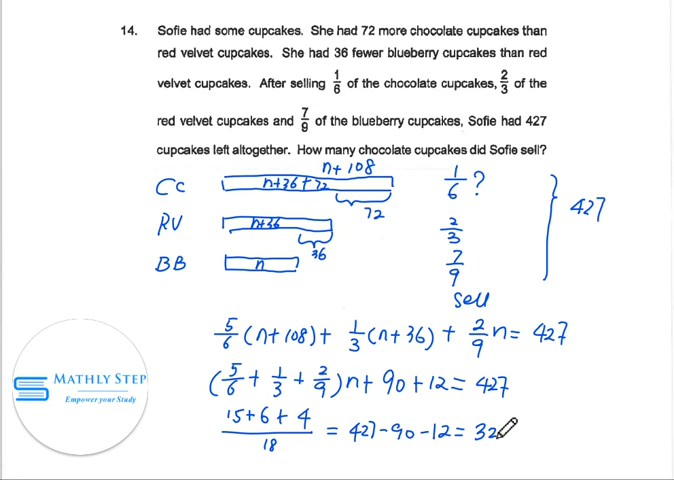 14. Sofie had some cupcakes. She had 72 more chocolate cupcakes than
red velvet cupcakes. She had 36 fewer blueberry cupcakes than red
velvet cupcakes. After selling 1/6 of the chocolate cupcakes, 2/3 of the
red velvet cupcakes and 7/9 of the blueberry cupcakes, Sofie had 427
cupcakes left altogether. How many chocolate cupcakes did Sofie sell?
n+108
CC n+36+72 1/6 ?
72
427
RV n+36 2/3
36
BB n 7/9
sell
5/6 (n+108) + 1/3 (n+36) + 2/9 n = 427
(5/6 + 1/3 + 2/9) n + 90 + 12 = 427
15+6+4/18 = 427-90-12 = 32
MATHLY STEP
Empower your Study